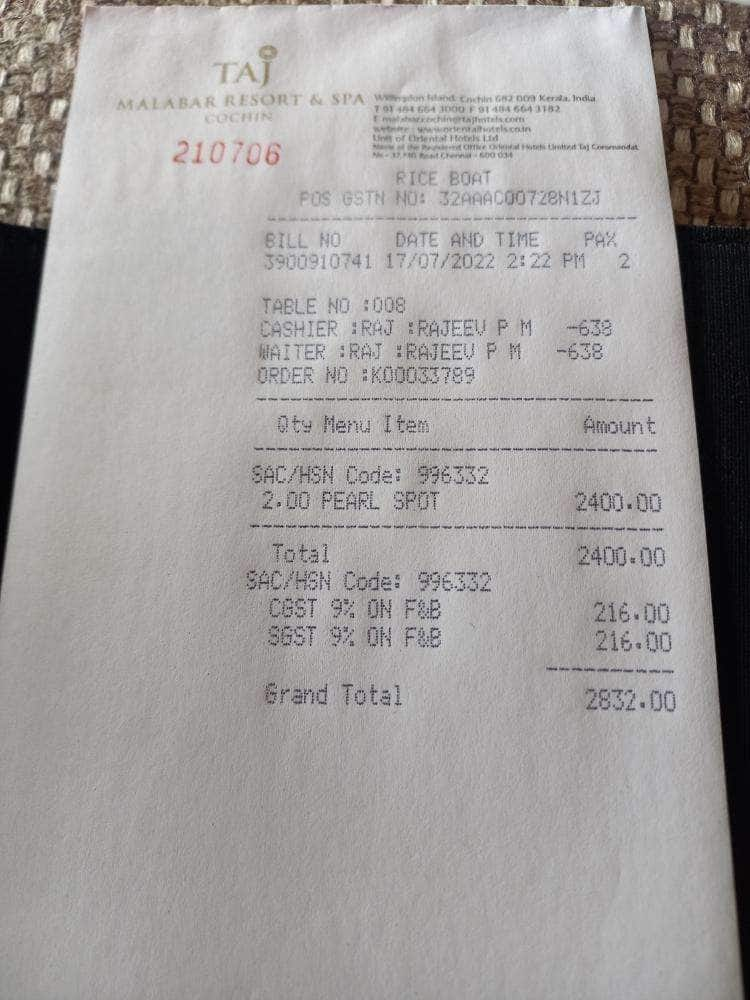 TAJ
MALABAR RESORT & SPA
COCHIN
210706
Willingdon Island, Cochin 682 009 Kerala, India
T 91 484 664 3000 F 91 484 664 3182
E malabar.cochin@tajhotels.com
website : www.orientalhotels.co.in
Unit of Oriental Hotels Ltd
Name of the Registered Office Oriental Hotels Limited Taj Coromandal,
Road Chennai - 600 034
RICE BOAT
POS GSTN NO: 32AAACO0728N1ZJ
BILL NO DATE AND TIME PAX
3900910741 17/07/2022 2:22 PM 2
TABLE NO :008
CASHIER :RAJ :RAJEEV P M -638
WAITER :RAJ :RAJEEV P M -638
ORDER NO :K00033789
Qty Menu Item Amount
SAC/HSN Code: 996332
2.00 PEARL SPOT 2400.00
Total 2400.00
SAC/HSN Code: 996332
CGST 9% ON F&B 216.00
SGST 9% ON F&B 216.00
Grand Total 2832.00